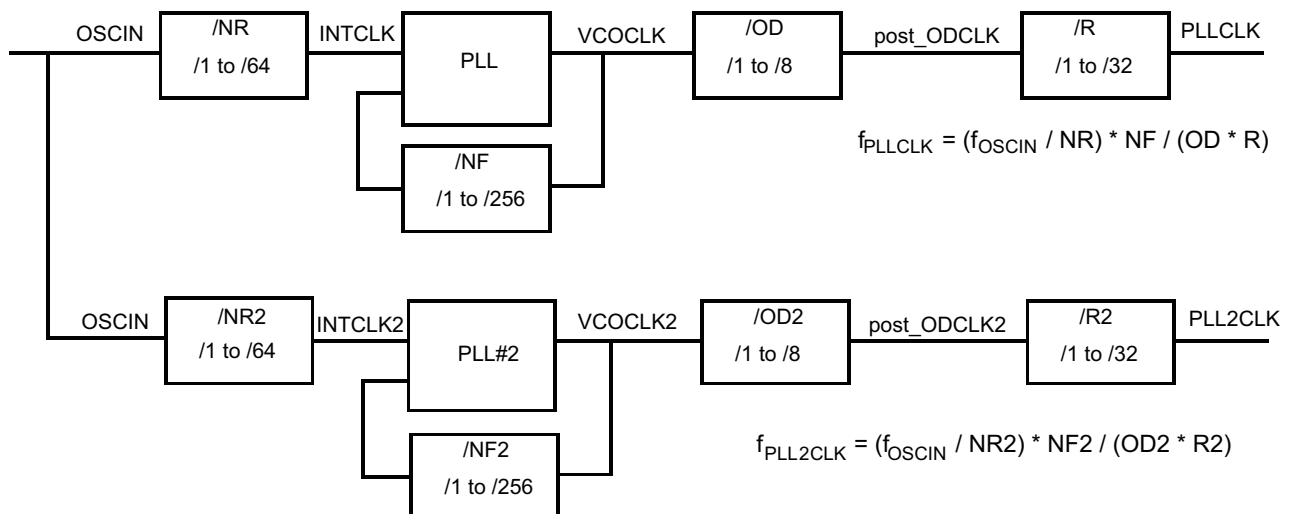 OSCIN
/NR
/1 to /64
INTCLK
PLL
VCOCLK
/OD
/1 to /8
post_ODCLK
/R
/1 to /32
PLLCLK
/NF
/1 to /256
fPLLCLK = (fOSCIN / NR) * NF / (OD * R)
OSCIN
/NR2
/1 to /64
INTCLK2
PLL#2
VCOCLK2
/OD2
/1 to /8
post_ODCLK2
/R2
/1 to /32
PLL2CLK
/NF2
/1 to /256
fPLL2CLK = (fOSCIN / NR2) * NF2 / (OD2 * R2)